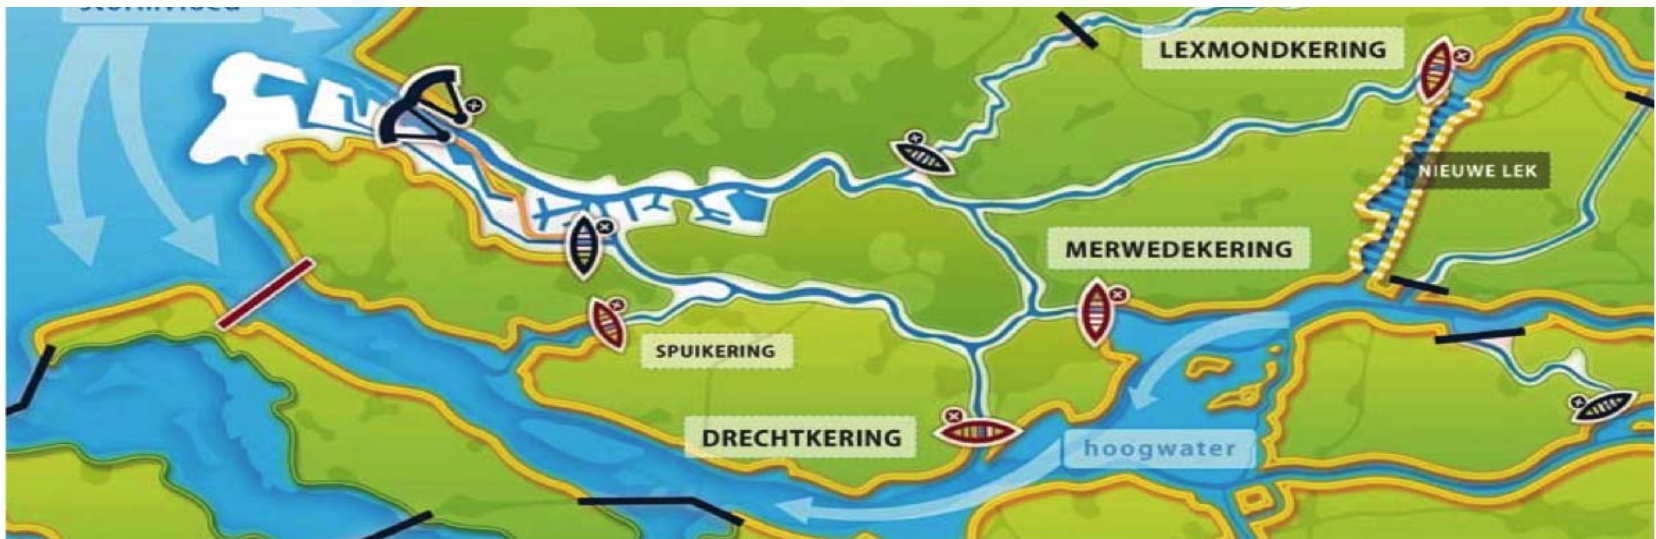 LEXMONDKERING
NIEUWE LEK
MERWEDEKERING
SPUIKERING
DRECHTKERING
hoogwater